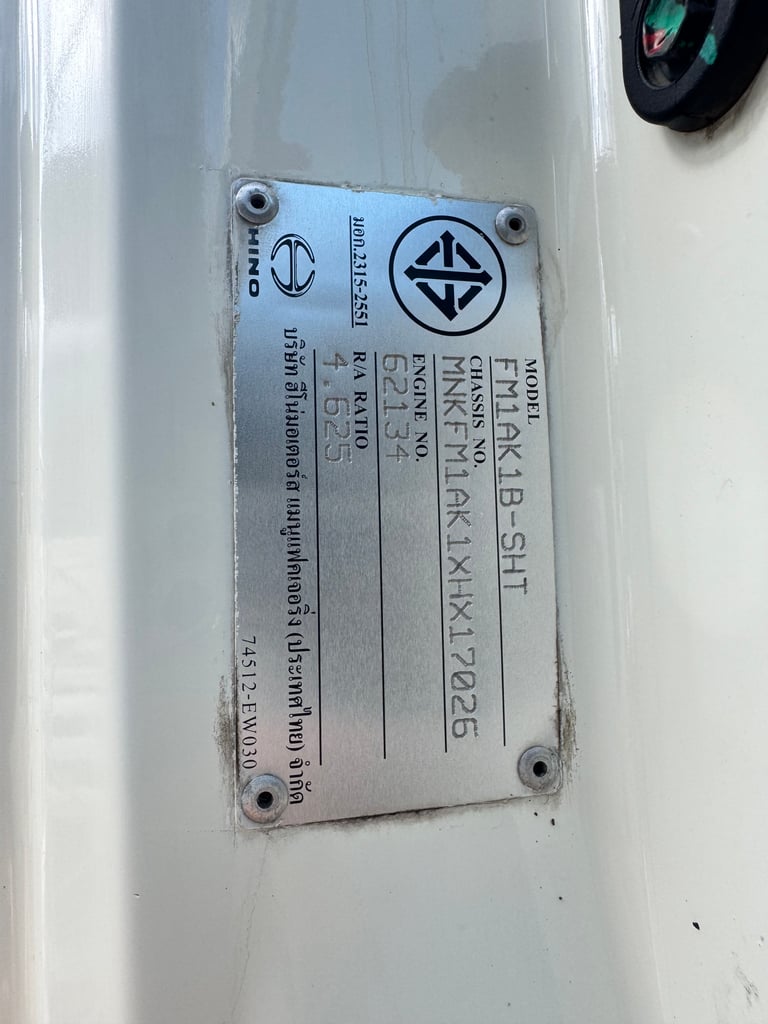 MODEL
FM1AK1B-SHT
CHASSIS NO.
MNKFM1AK1XHX17026
ENGINE NO.
62134
R/A RATIO
4.625
มอก.2315-2551
HINO
บริษัท ฮีโน่มอเตอร์ส แมนูแฟคเจอริ่ง (ประเทศไทย) จำกัด
74512-EW030